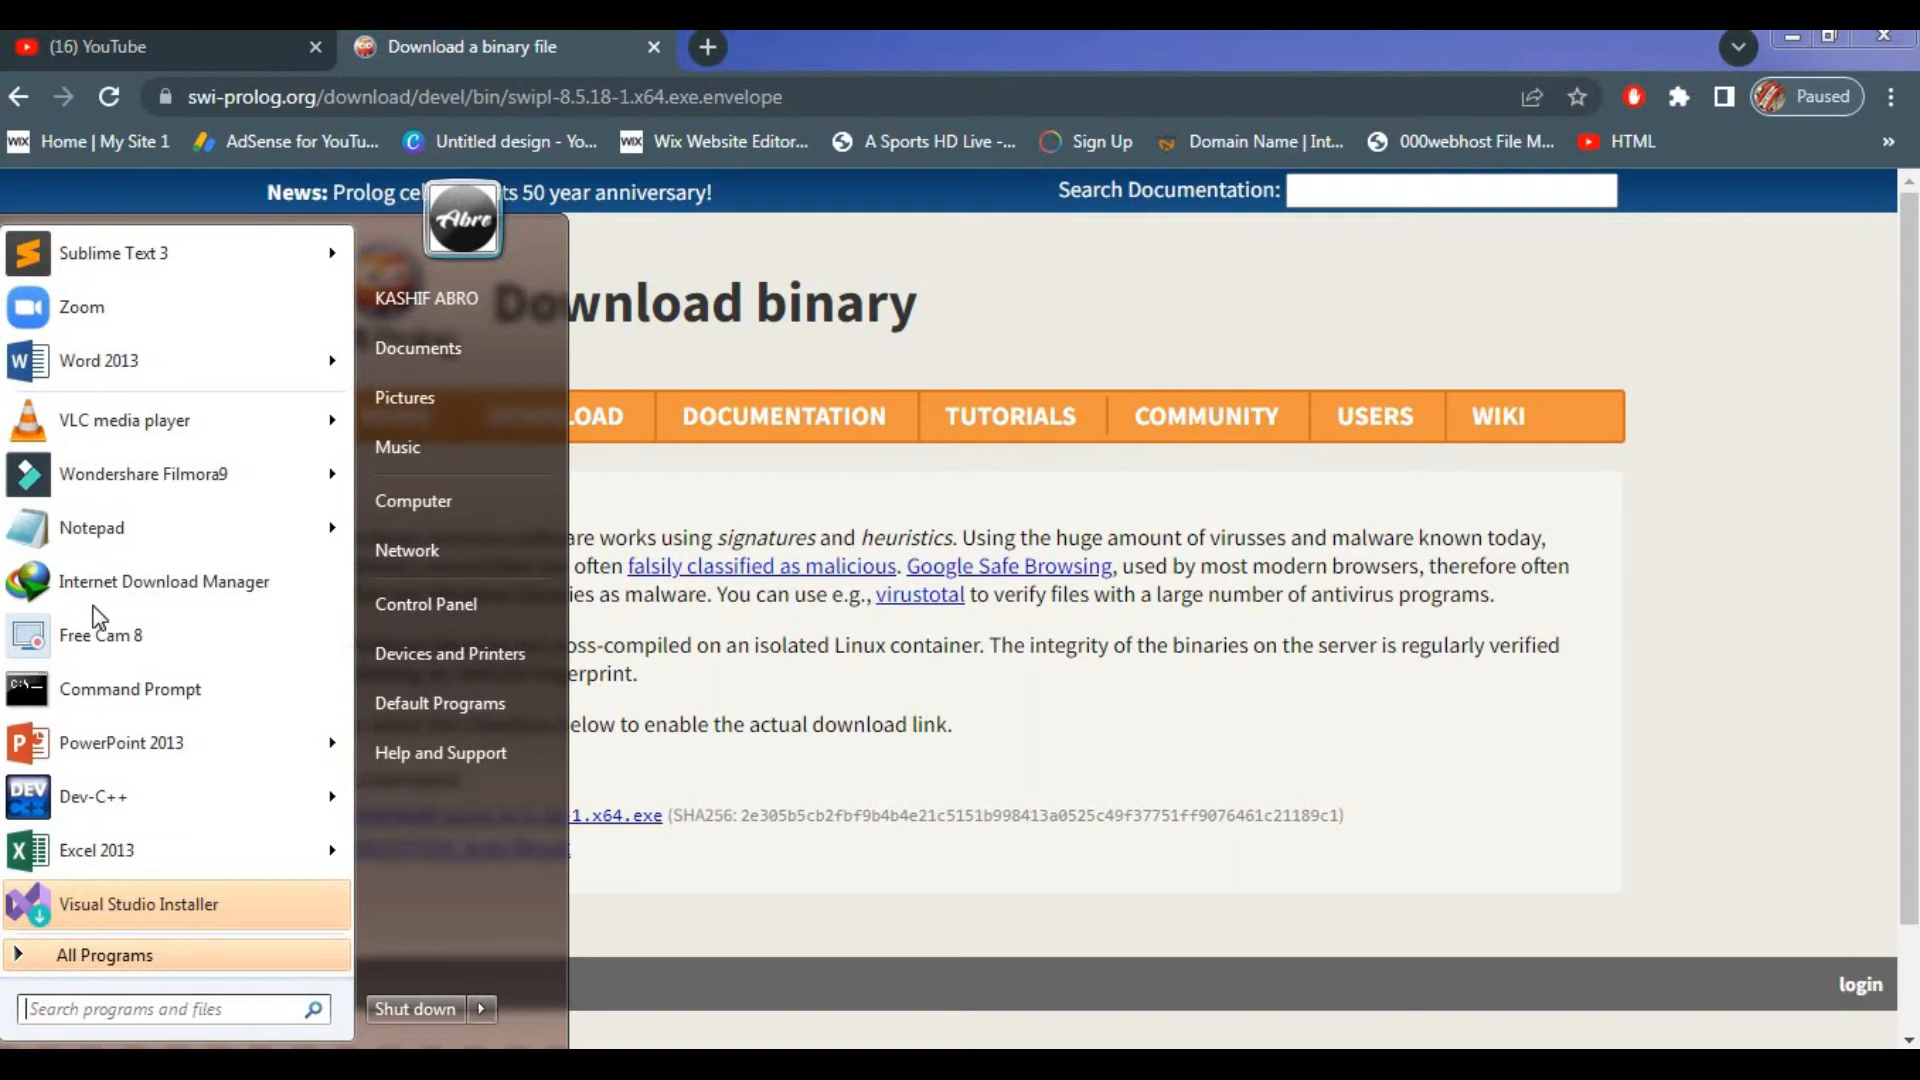 (16) YouTube
Download a binary file
swi-prolog.org/download/devel/bin/swipl-8.5.18-1.x64.exe.envelope
Paused
Home | My Site 1
AdSense for YouTu...
Untitled design - Yo...
Wix Website Editor...
A Sports HD Live -...
Sign Up
Domain Name | Int...
000webhost File M...
HTML
»
News: Prolog ce ts 50 year anniversary!
Search Documentation:
Abro
Download binary
LOAD
DOCUMENTATION
TUTORIALS
COMMUNITY
USERS
WIKI
are works using signatures and heuristics. Using the huge amount of virusses and malware known today,
often falsily classified as malicious. Google Safe Browsing, used by most modern browsers, therefore often
ies as malware. You can use e.g., virustotal to verify files with a large number of antivirus programs.
oss-compiled on an isolated Linux container. The integrity of the binaries on the server is regularly verified
erprint.
elow to enable the actual download link.
1.x64.exe (SHA256: 2e305b5cb2fbf9b4b4e21c5151b998413a0525c49f37751ff9076461c21189c1)
login
Sublime Text 3
Zoom
Word 2013
VLC media player
Wondershare Filmora9
Notepad
Internet Download Manager
Free Cam 8
Command Prompt
PowerPoint 2013
Dev-C++
Excel 2013
Visual Studio Installer
All Programs
Search programs and files
KASHIF ABRO
Documents
Pictures
Music
Computer
Network
Control Panel
Devices and Printers
Default Programs
Help and Support
Shut down